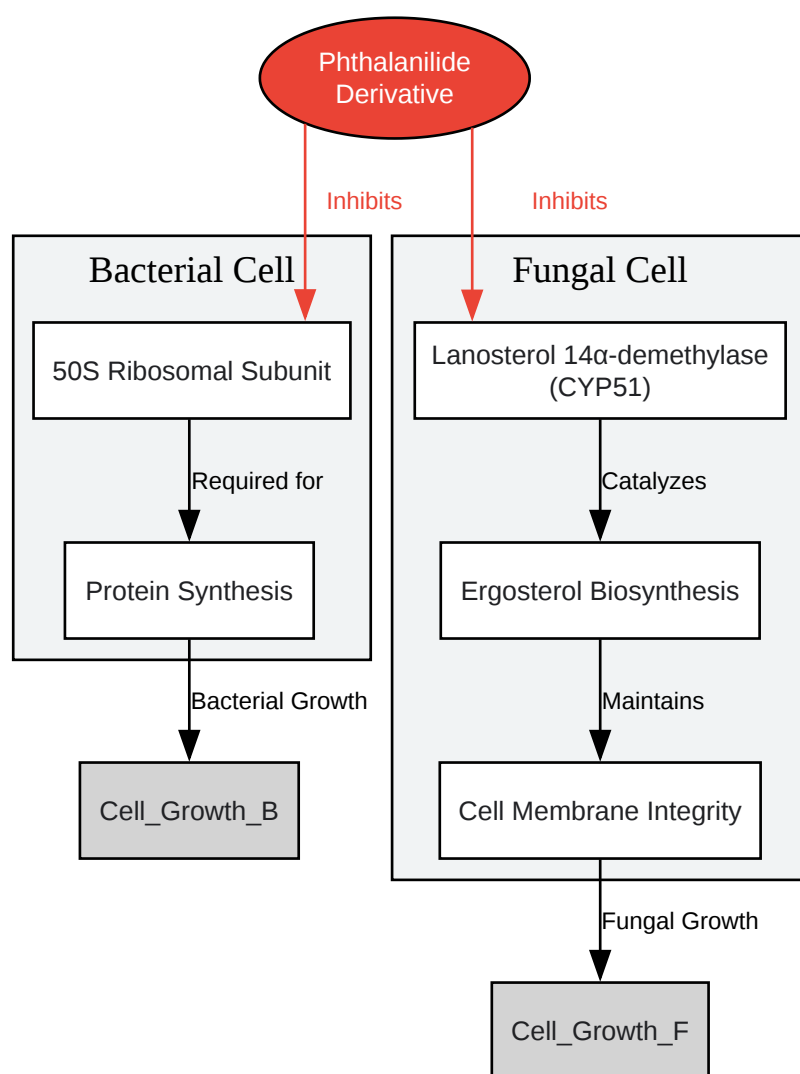 Phthalanilide
Derivative
Inhibits
Inhibits
Bacterial Cell
50S Ribosomal Subunit
Required for
Protein Synthesis
Bacterial Growth
Cell_Growth_B
Fungal Cell
Lanosterol 14α-demethylase
(CYP51)
Catalyzes
Ergosterol Biosynthesis
Maintains
Cell Membrane Integrity
Fungal Growth
Cell_Growth_F